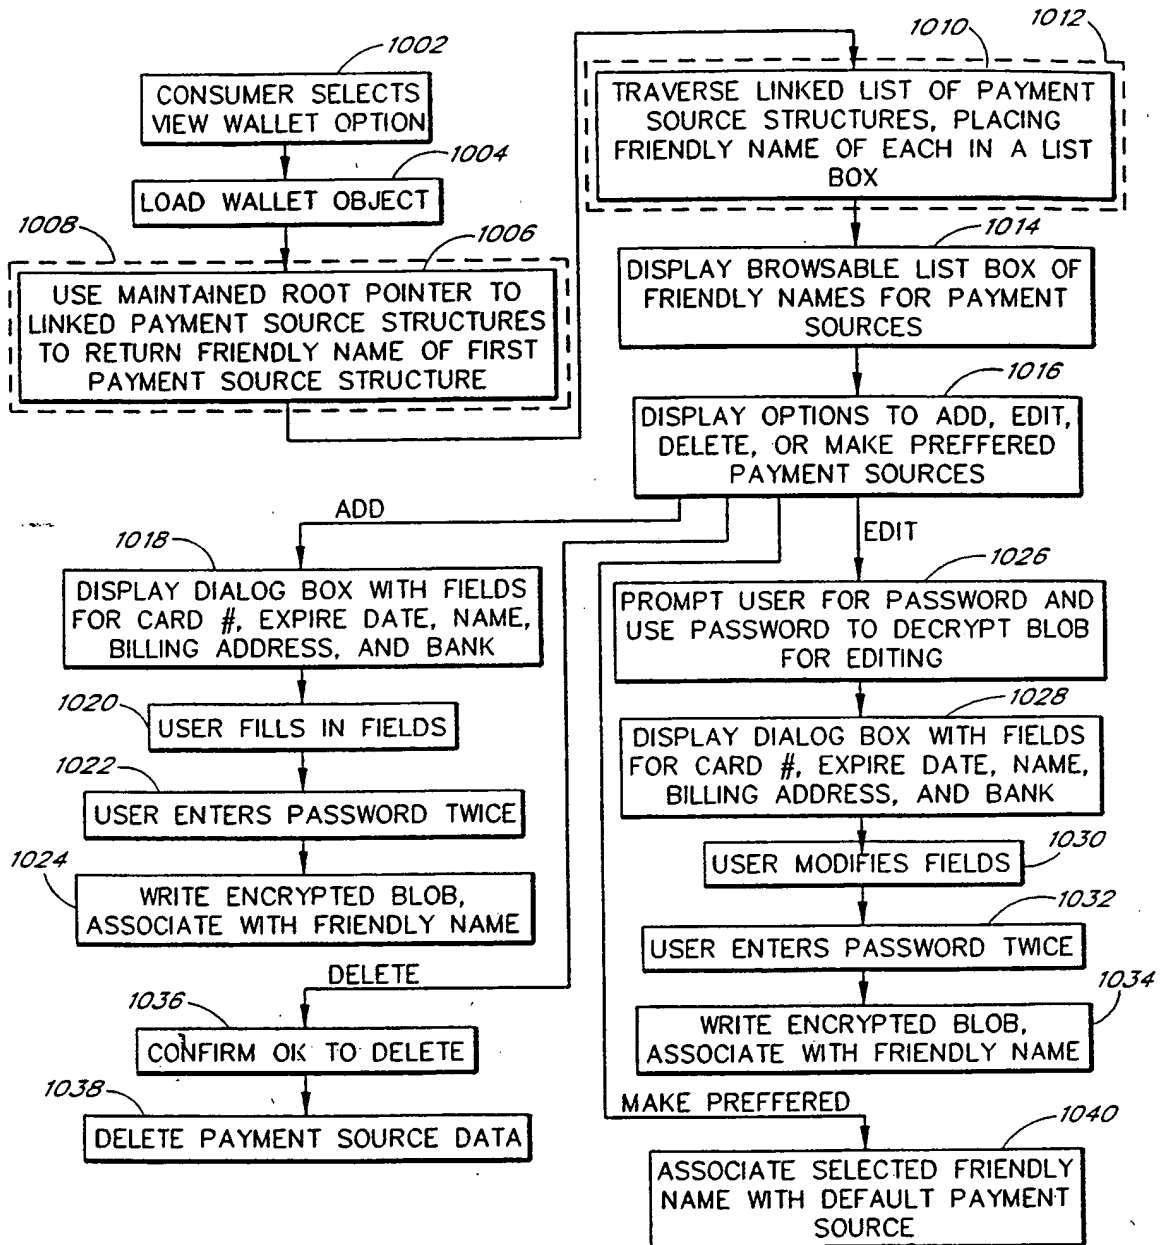 1002
CONSUMER SELECTS
VIEW WALLET OPTION
1004
LOAD WALLET OBJECT
1008
1006
USE MAINTAINED ROOT POINTER TO
LINKED PAYMENT SOURCE STRUCTURES
TO RETURN FRIENDLY NAME OF FIRST
PAYMENT SOURCE STRUCTURE
1010
1012
TRAVERSE LINKED LIST OF PAYMENT
SOURCE STRUCTURES, PLACING
FRIENDLY NAME OF EACH IN A LIST
BOX
1014
DISPLAY BROWSABLE LIST BOX OF
FRIENDLY NAMES FOR PAYMENT
SOURCES
1016
DISPLAY OPTIONS TO ADD, EDIT,
DELETE, OR MAKE PREFFERED
PAYMENT SOURCES
ADD
1018
DISPLAY DIALOG BOX WITH FIELDS
FOR CARD #, EXPIRE DATE, NAME,
BILLING ADDRESS, AND BANK
1020
USER FILLS IN FIELDS
1022
USER ENTERS PASSWORD TWICE
1024
WRITE ENCRYPTED BLOB,
ASSOCIATE WITH FRIENDLY NAME
EDIT
1026
PROMPT USER FOR PASSWORD AND
USE PASSWORD TO DECRYPT BLOB
FOR EDITING
1028
DISPLAY DIALOG BOX WITH FIELDS
FOR CARD #, EXPIRE DATE, NAME,
BILLING ADDRESS, AND BANK
1030
USER MODIFIES FIELDS
1032
USER ENTERS PASSWORD TWICE
1034
WRITE ENCRYPTED BLOB,
ASSOCIATE WITH FRIENDLY NAME
DELETE
1036
CONFIRM OK TO DELETE
1038
DELETE PAYMENT SOURCE DATA
MAKE PREFFERED
1040
ASSOCIATE SELECTED FRIENDLY
NAME WITH DEFAULT PAYMENT
SOURCE